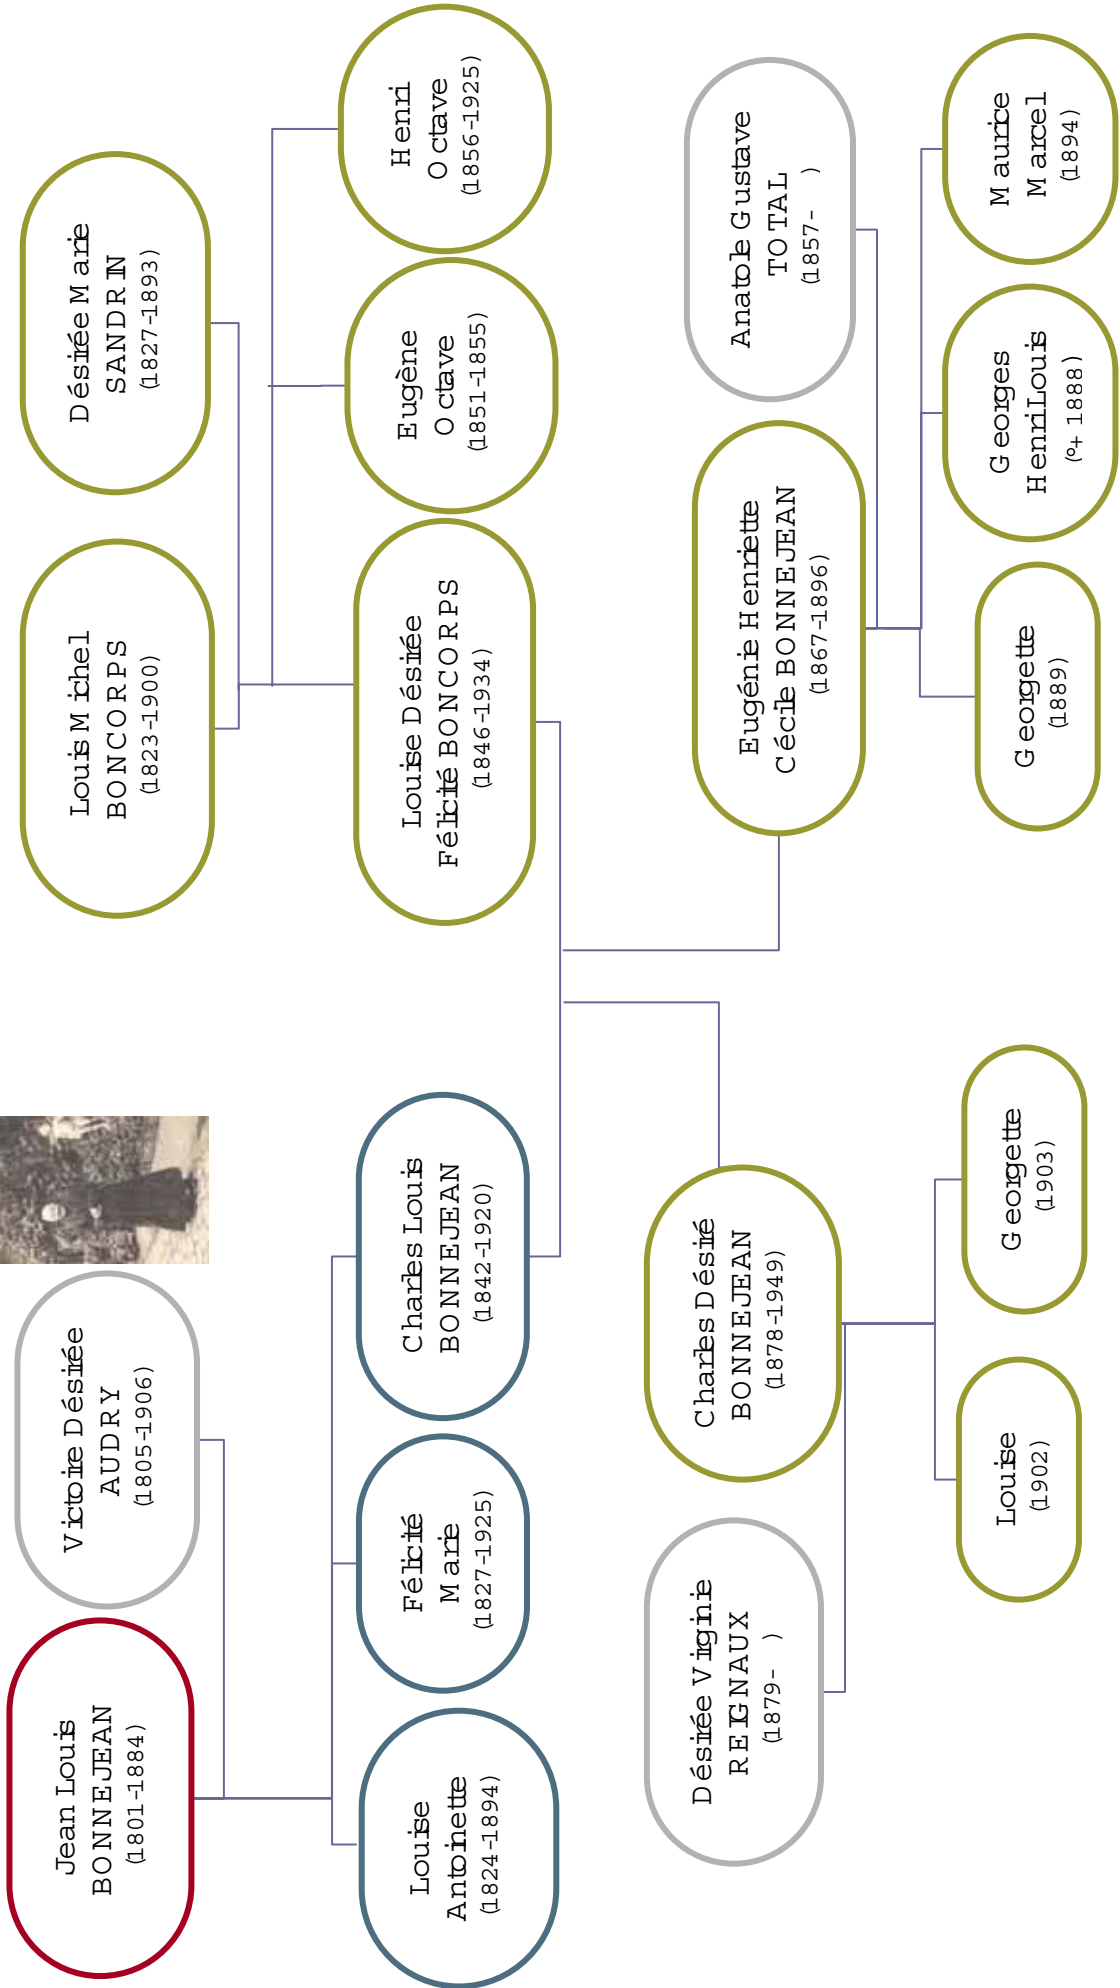 Jean Louis
BONNEJEAN
(1801-1884)
Victoire Désirée
AUDRY
(1805-1906)
Louis Michel
BONCORPS
(1823-1900)
Désirée Marie
SANDRIN
(1827-1893)
Louise
Antoinette
(1824-1894)
Félicité
Marie
(1827-1925)
Charles Louis
BONNEJEAN
(1842-1920)
Louise Désirée
Félicité BONCORPS
(1846-1934)
Eugène
Octave
(1851-1855)
Henri
Octave
(1856-1925)
Désirée Virginie
REIGNAUX
(1879- )
Charles Désiré
BONNEJEAN
(1878-1949)
Eugénie Henriette
Cécile BONNEJEAN
(1867-1896)
Anatole Gustave
TOTAL
(1857- )
Louise
(1902)
Georgette
(1903)
Georgette
(1889)
Georges
Henri Louis
(º+ 1888)
Maurice
Marcel
(1894)